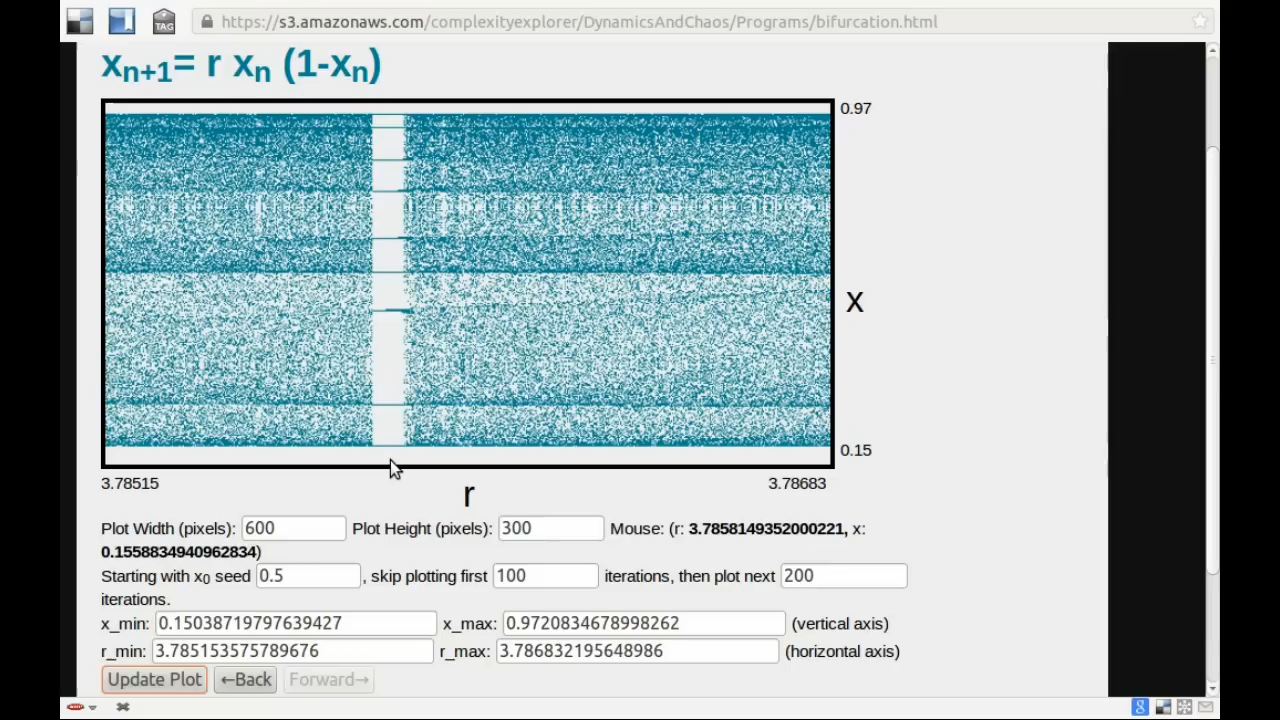 TAG
https://s3.amazonaws.com/complexityexplorer/DynamicsAndChaos/Programs/bifurcation.html
xn+1= r xn (1-xn)
0.97
x
0.15
3.78515
3.78683
r
Plot Width (pixels): 600 Plot Height (pixels): 300 Mouse: (r: 3.7858149352000221, x:
0.1558834940962834)
Starting with x0 seed 0.5 , skip plotting first 100 iterations, then plot next 200
iterations.
x_min: 0.15038719797639427 x_max: 0.9720834678998262 (vertical axis)
r_min: 3.785153575789676 r_max: 3.786832195648986 (horizontal axis)
Update Plot ←Back Forward→
8